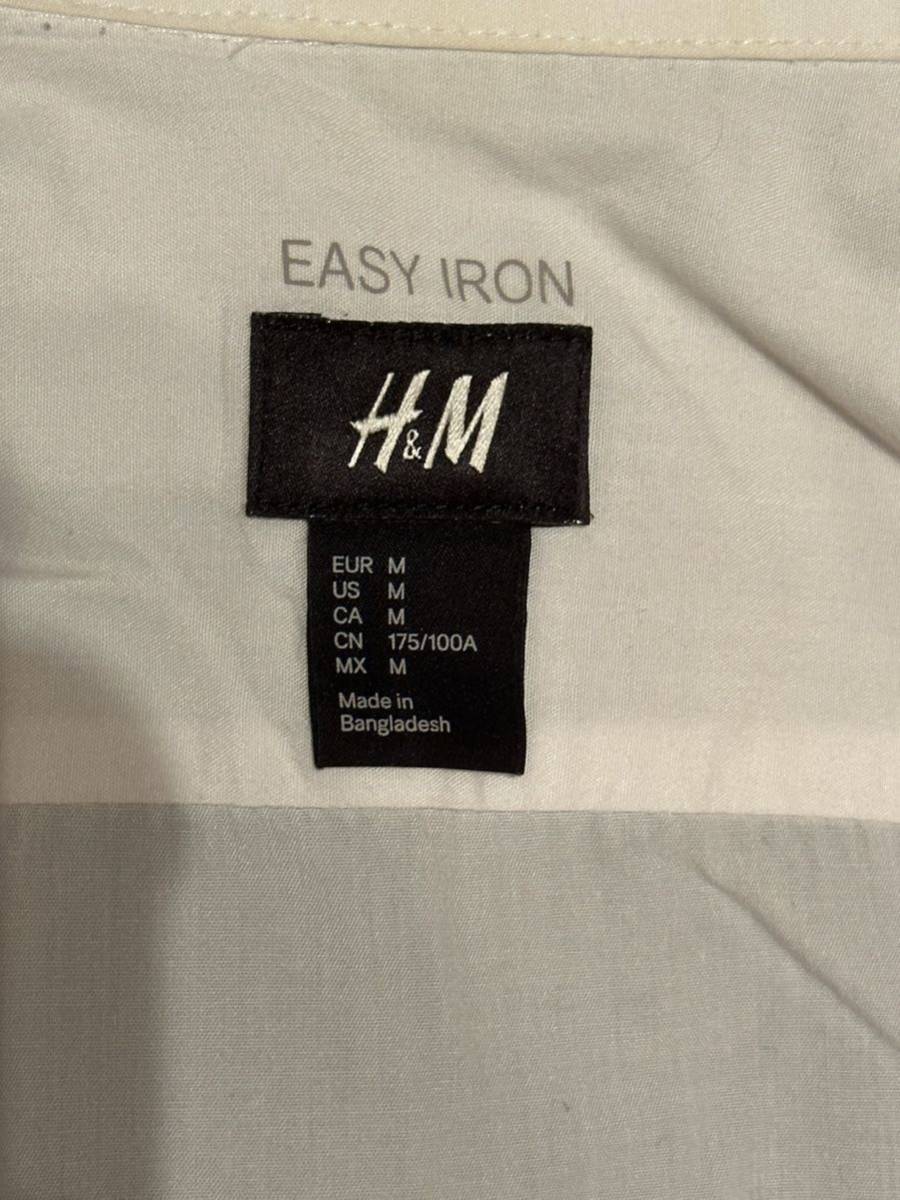 EASY IRON
H&M
EUR M
US M
CA M
CN 175/100A
MX M
Made in
Bangladesh